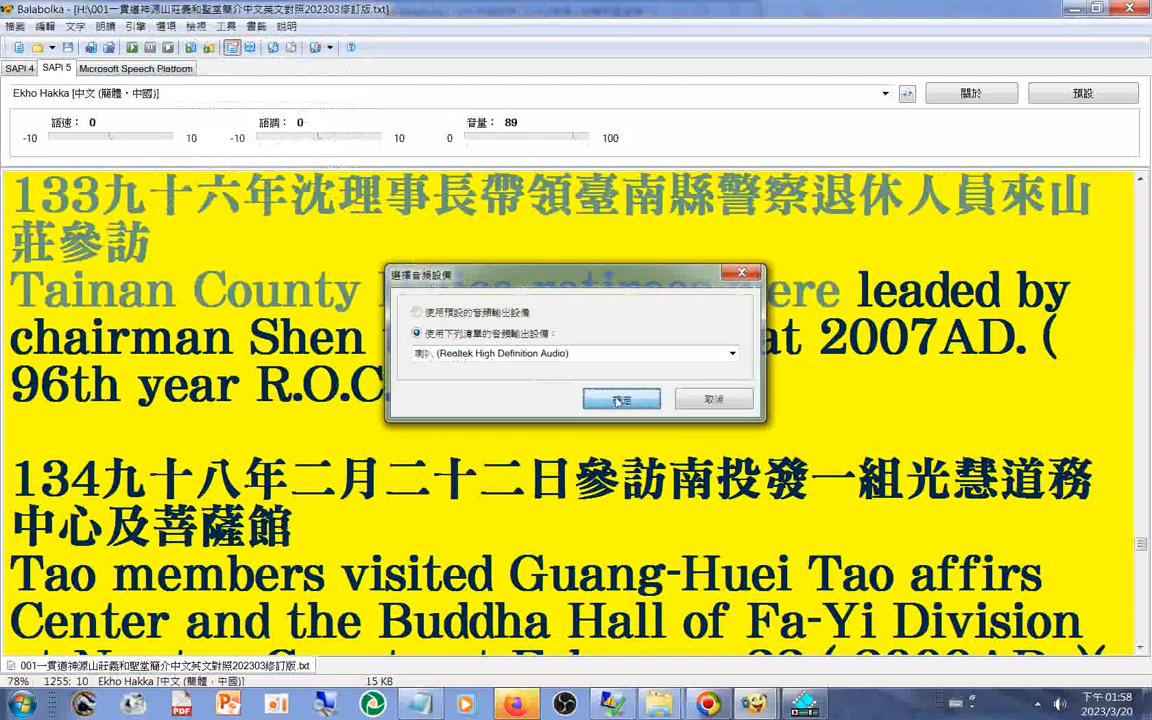 Balabolka - [H:\001一貫道神源山莊義和聖堂簡介中文英文對照202303修訂版.txt]
檔案 編輯 文字 朗讀 引擎 選項 檢視 工具 書籤 說明
SAPI 4 SAPI 5 Microsoft Speech Platform
Ekho Hakka [中文 (簡體，中國)] 關於 預設
語速： 0 語調： 0 音量： 89
-10 10 -10 10 0 100
133九十六年沈理事長帶領臺南縣警察退休人員來山
莊參訪
Tainan County were leaded by
chairman Shen at 2007AD. (
96th year R.O.C
選擇音頻設備
使用預設的音頻輸出設備
使用下列清單的音頻輸出設備：
喇叭 (Realtek High Definition Audio)
確定 取消
134九十八年二月二十二日參訪南投發一組光慧道務
中心及菩薩館
Tao members visited Guang-Huei Tao affirs
Center and the Buddha Hall of Fa-Yi Division
001一貫道神源山莊義和聖堂簡介中文英文對照202303修訂版.txt
78% 1255: 10 Ekho Hakka [中文 (簡體，中國)] 15 KB
下午 01:58
2023/3/20